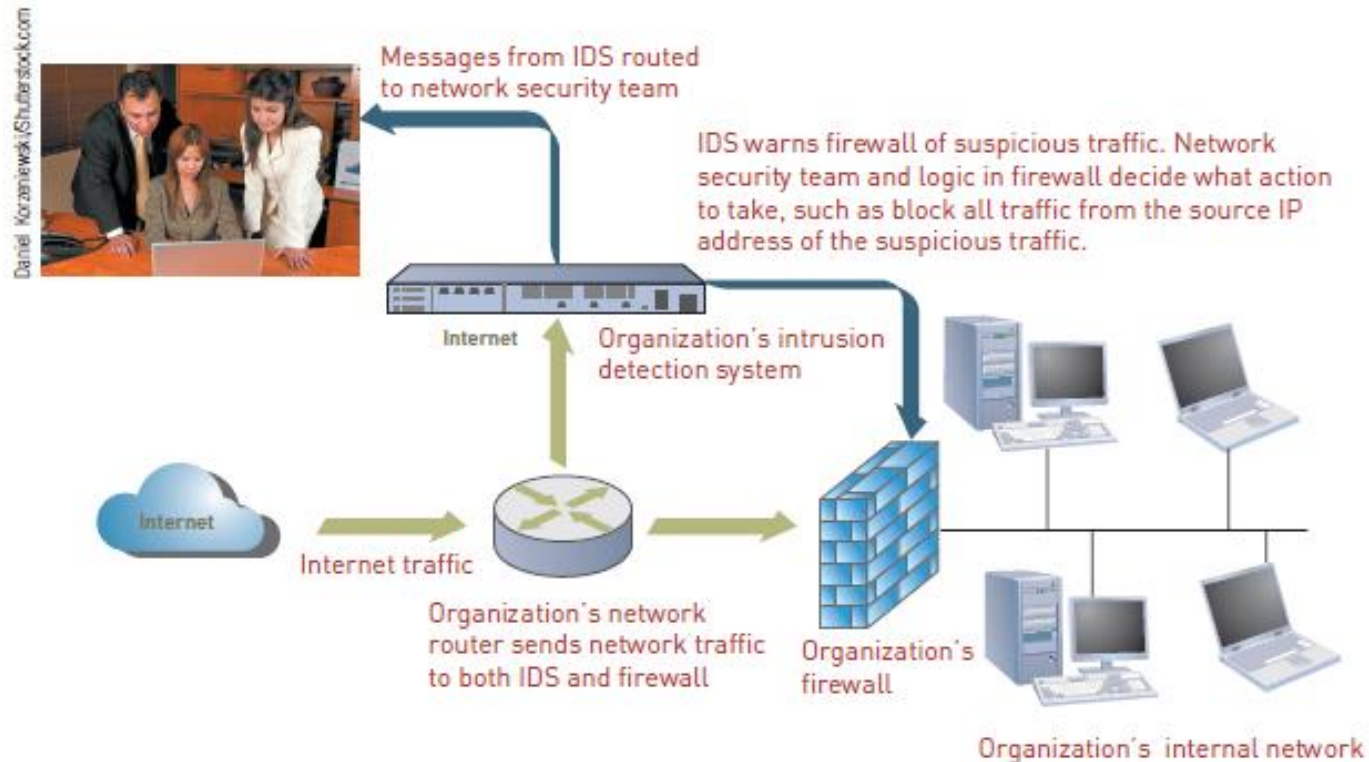 Daniel Korzeniewski/Shutterstock.com
Messages from IDS routed
to network security team
IDS warns firewall of suspicious traffic. Network
security team and logic in firewall decide what action
to take, such as block all traffic from the source IP
address of the suspicious traffic.
Internet
Organization's intrusion
detection system
Internet
Internet traffic
Organization's network
router sends network traffic
to both IDS and firewall
Organization's
firewall
Organization's internal network